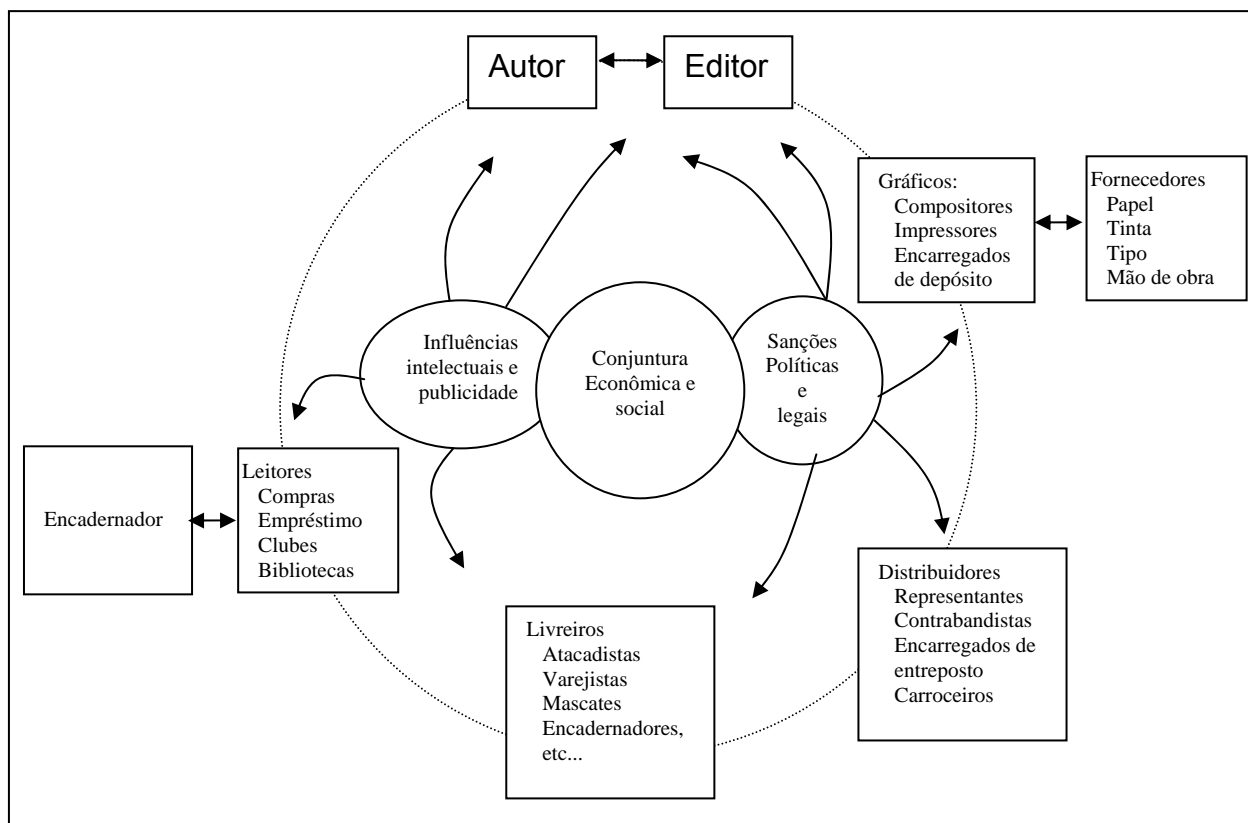 Autor
Editor
Gráficos:
Compositores
Impressores
Encarregados
de depósito
Fornecedores
Papel
Tinta
Tipo
Mão de obra
Influências
intelectuais e
publicidade
Conjuntura
Econômica e
social
Sanções
Políticas
e
legais
Encadernador
Leitores
Compras
Empréstimo
Clubes
Bibliotecas
Livreiros
Atacadistas
Varejistas
Mascates
Encadernadores,
etc...
Distribuidores
Representantes
Contrabandistas
Encarregados de
entreposto
Carroceiros